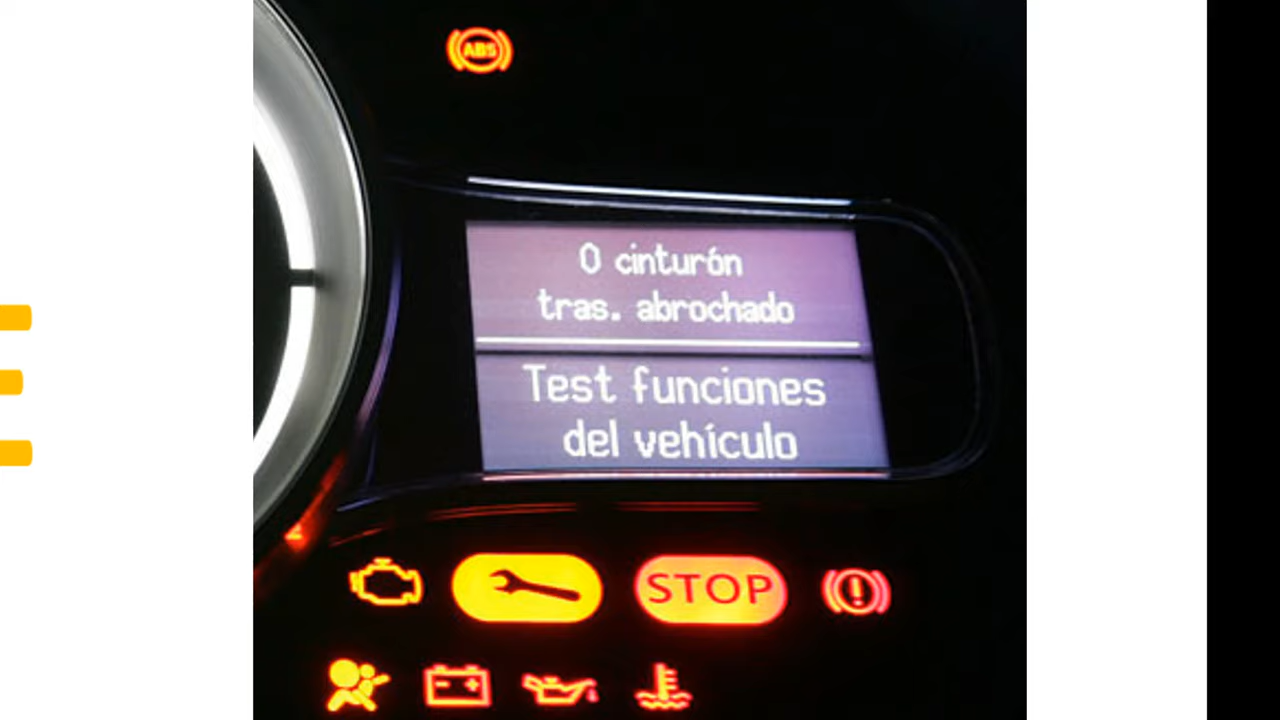 ABS
0 cinturón
tras. abrochado
Test funciones
del vehículo
STOP